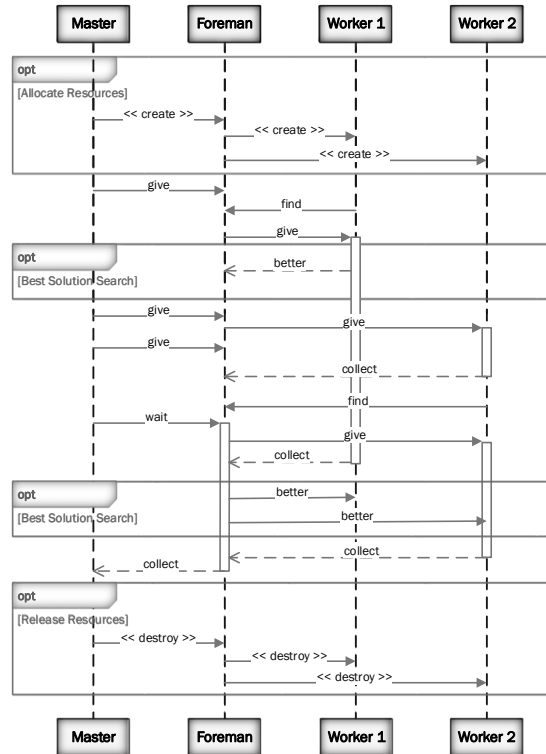 Master Foreman Worker 1 Worker 2
opt
[Allocate Resources]
<< create >>
<< create >>
<< create >>
give
find
give
opt
better
[Best Solution Search]
give
give
give
collect
find
wait
give
collect
opt
better
[Best Solution Search]
better
collect
collect
opt
[Release Resources]
<< destroy >>
<< destroy >>
<< destroy >>
Master Foreman Worker 1 Worker 2